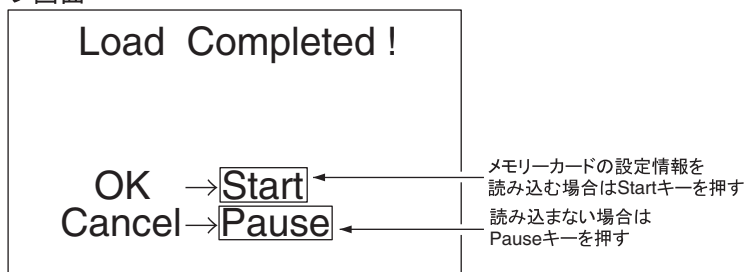 Load Completed !
OK →Start
Cancel→Pause
メモリーカードの設定情報を
読み込む場合はStartキーを押す
読み込まない場合は
Pauseキーを押す